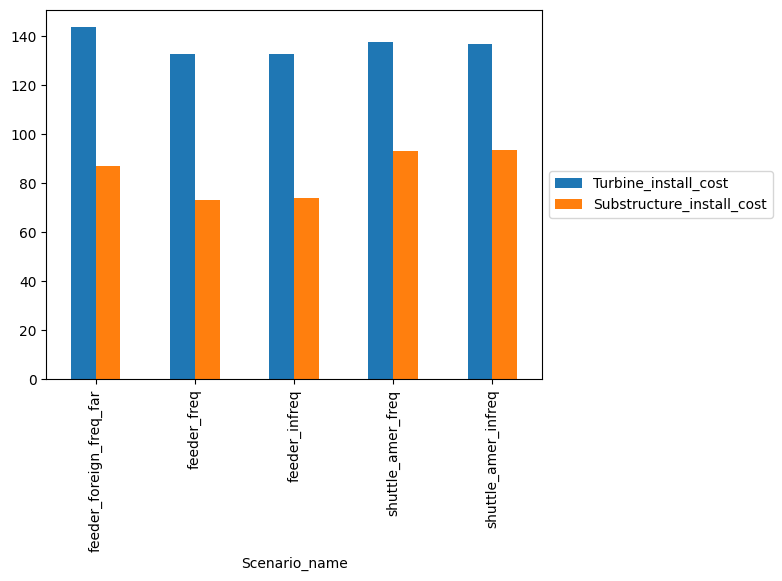 140
120
100
80
60
40
20
0
Turbine_install_cost
Substructure_install_cost
feeder_foreign_freq_far
feeder_freq
feeder_infreq
shuttle_amer_freq
shuttle_amer_infreq
Scenario_name